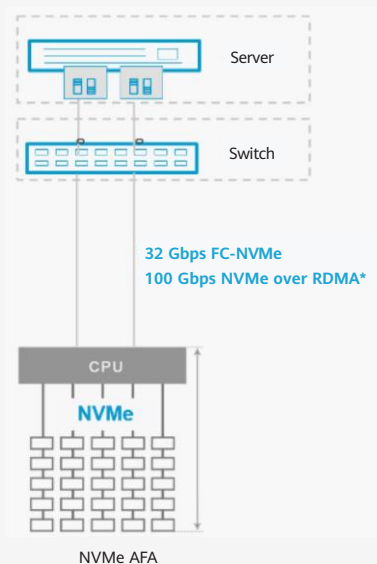 Server
Switch
32 Gbps FC-NVMe
100 Gbps NVMe over RDMA*
CPU
NVMe
NVMe AFA